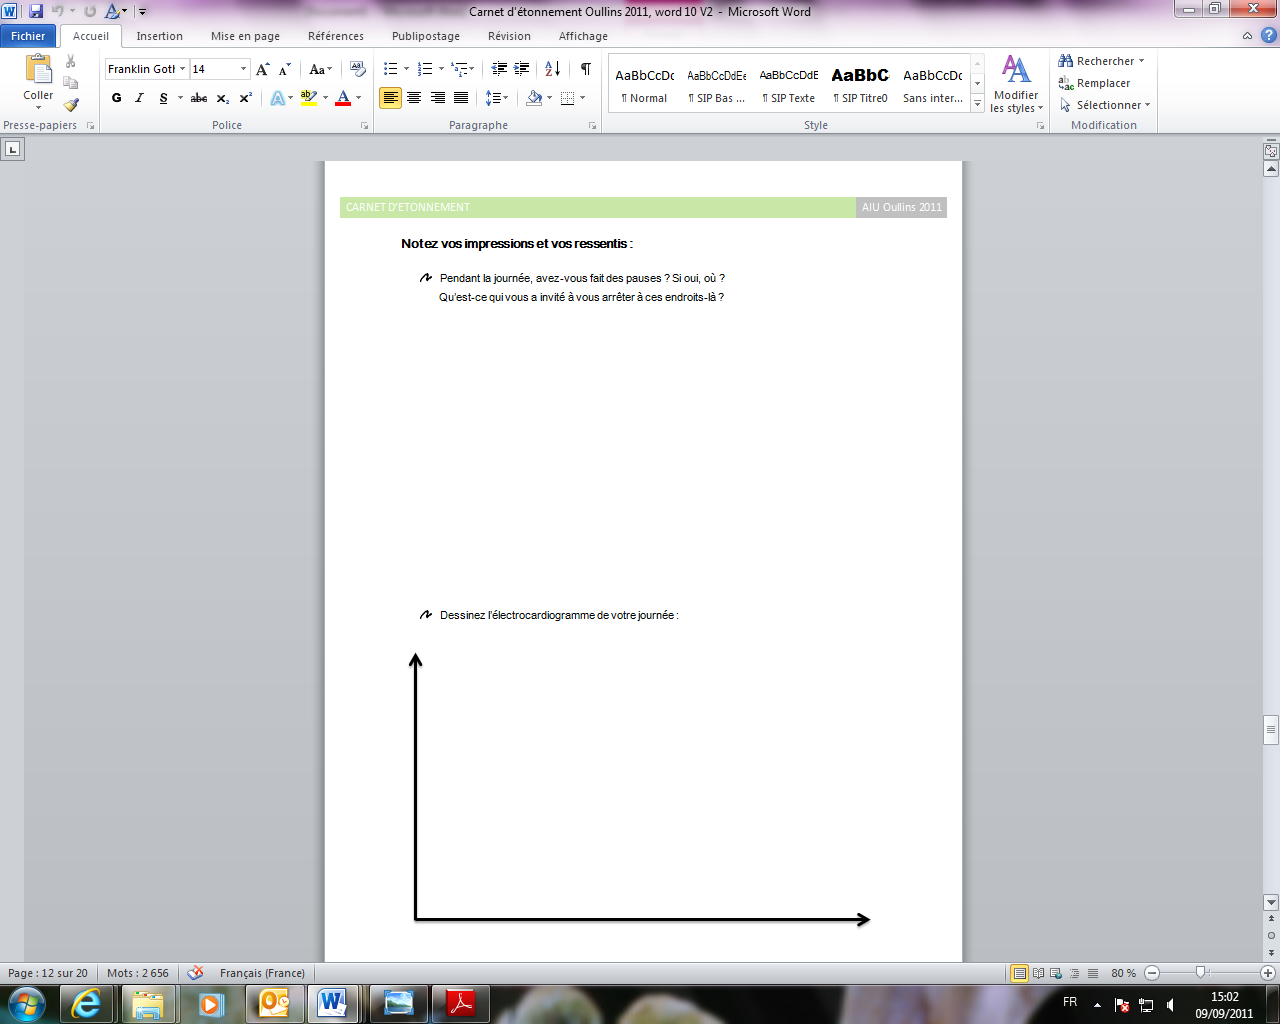 Carnet d'étonnement Oullins 2011, word 10 V2 - Microsoft Word
Fichier Accueil Insertion Mise en page Références Publipostage Révision Affichage
Coller
Presse-papiers
Franklin Goth 14
G I S abc x₂ x²
Police
Paragraphe
AaBbCcDc AaBbCcDdEe AaBbCcDdE AaBbC AaBbCcDc
¶ Normal ¶ SIP Bas ... ¶ SIP Texte ¶ SIP Titre0 Sans inter...
Style
Modifier les styles
Rechercher
Remplacer
Sélectionner
Modification
CARNET D'ETONNEMENT AIU Oullins 2011
Notez vos impressions et vos ressentis :
Pendant la journée, avez-vous fait des pauses ? Si oui, où ?
Qu'est-ce qui vous a invité à vous arrêter à ces endroits-là ?
Dessinez l'électrocardiogramme de votre journée :
Page : 12 sur 20 Mots : 2 656 Français (France) 80 %
FR 15:02
09/09/2011